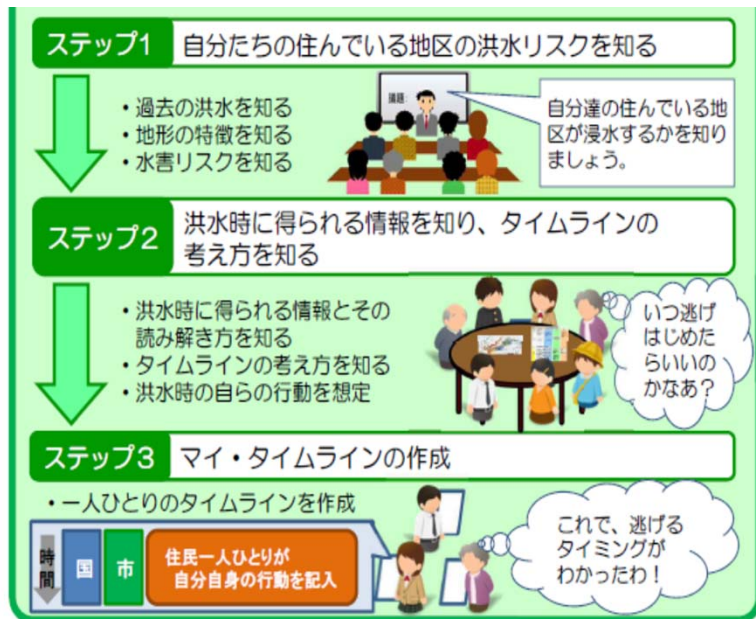 ステップ1
自分たちの住んでいる地区の洪水リスクを知る
・過去の洪水を知る
・地形の特徴を知る
・水害リスクを知る
議題
自分達の住んでいる地
区が浸水するかを知り
ましょう。
ステップ2
洪水時に得られる情報を知り、タイムラインの
考え方を知る
・洪水時に得られる情報とその
読み解き方を知る
・タイムラインの考え方を知る
・洪水時の自らの行動を想定
いつ逃げ
はじめた
らいいの
かなあ？
ステップ3
マイ・タイムラインの作成
・一人ひとりのタイムラインを作成
時間
国
市
住民一人ひとりが
自分自身の行動を記入
これで、逃げる
タイミングが
わかったわ！